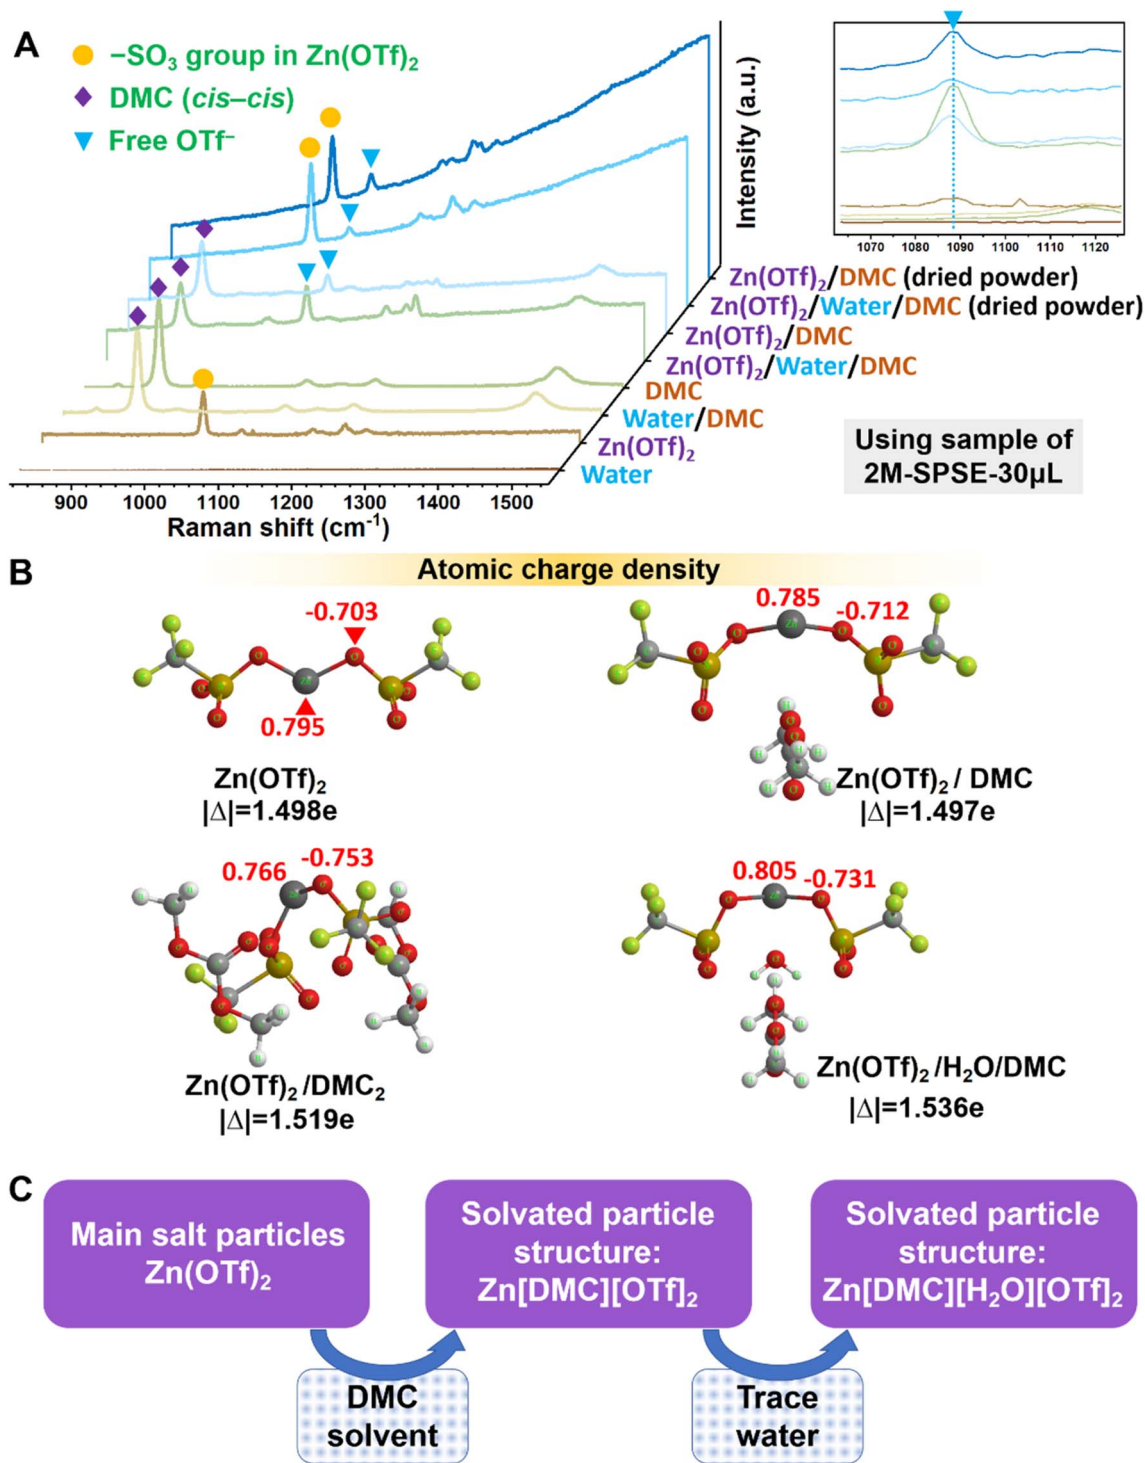 A
–SO₃ group in Zn(OTf)₂
DMC (cis–cis)
Free OTf⁻
Intensity (a.u.)
1070 1080 1090 1100 1110 1120
Zn(OTf)₂/DMC (dried powder)
Zn(OTf)₂/Water/DMC (dried powder)
Zn(OTf)₂/DMC
Zn(OTf)₂/Water/DMC
DMC
Water/DMC
Zn(OTf)₂
Water
Using sample of
2M-SPSE-30µL
900 1000 1100 1200 1300 1400 1500
Raman shift (cm⁻¹)
B
Atomic charge density
-0.703
0.795
Zn(OTf)₂
|Δ|=1.498e
0.785 -0.712
Zn(OTf)₂ / DMC
|Δ|=1.497e
0.766 -0.753
Zn(OTf)₂ /DMC₂
|Δ|=1.519e
0.805 -0.731
Zn(OTf)₂ /H₂O/DMC
|Δ|=1.536e
C
Main salt particles
Zn(OTf)₂
Solvated particle
structure:
Zn[DMC][OTf]₂
Solvated particle
structure:
Zn[DMC][H₂O][OTf]₂
DMC
solvent
Trace
water